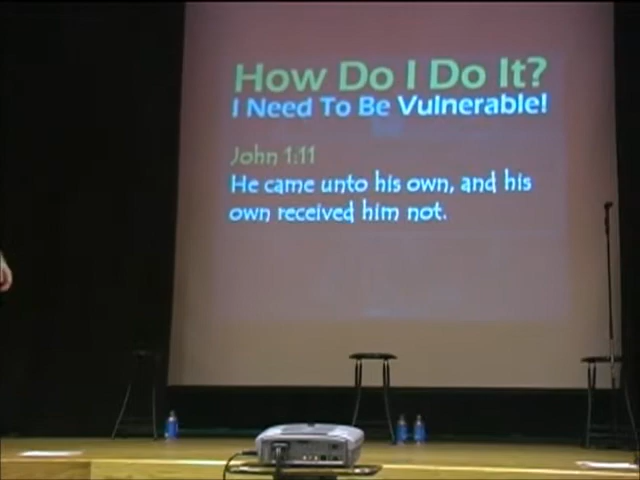 How Do I Do It?
I Need To Be Vulnerable!
John 1:11
He came unto his own, and his
own received him not.